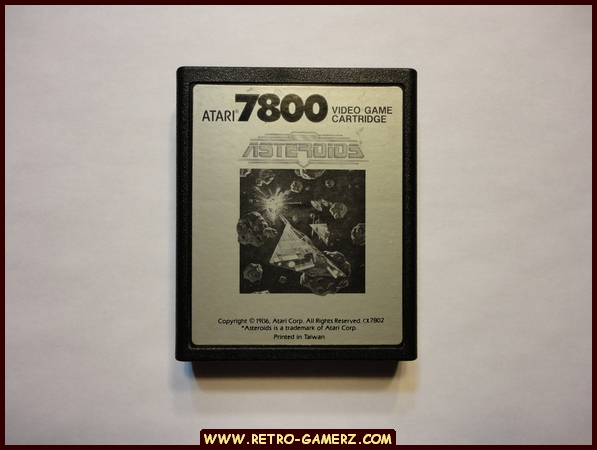 ATARI® 7800 VIDEO GAME
CARTRIDGE
ASTEROIDS
Copyright © 1986, Atari Corp. All Rights Reserved. CX7802
*Asteroids is a trademark of Atari Corp.
Printed in Taiwan
WWW.RETRO-GAMERZ.COM